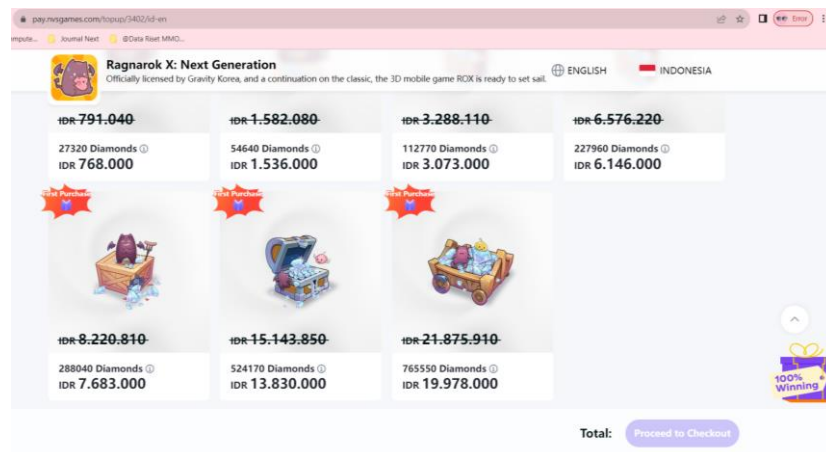 pay.nvsgames.com/topup/3402/id-en
Error
mpute...
Journal Next
@Data Riset MMO...
Ragnarok X: Next Generation
Officially licensed by Gravity Korea, and a continuation on the classic, the 3D mobile game ROX is ready to set sail.
ENGLISH
INDONESIA
IDR 791.040
IDR 1.582.080
IDR 3.288.110
IDR 6.576.220
27320 Diamonds
IDR 768.000
54640 Diamonds
IDR 1.536.000
112770 Diamonds
IDR 3.073.000
227960 Diamonds
IDR 6.146.000
First Purchase
First Purchase
First Purchase
IDR 8.220.810
IDR 15.143.850
IDR 21.875.910
288040 Diamonds
IDR 7.683.000
524170 Diamonds
IDR 13.830.000
765550 Diamonds
IDR 19.978.000
100%
Winning
Total:
Proceed to Checkout